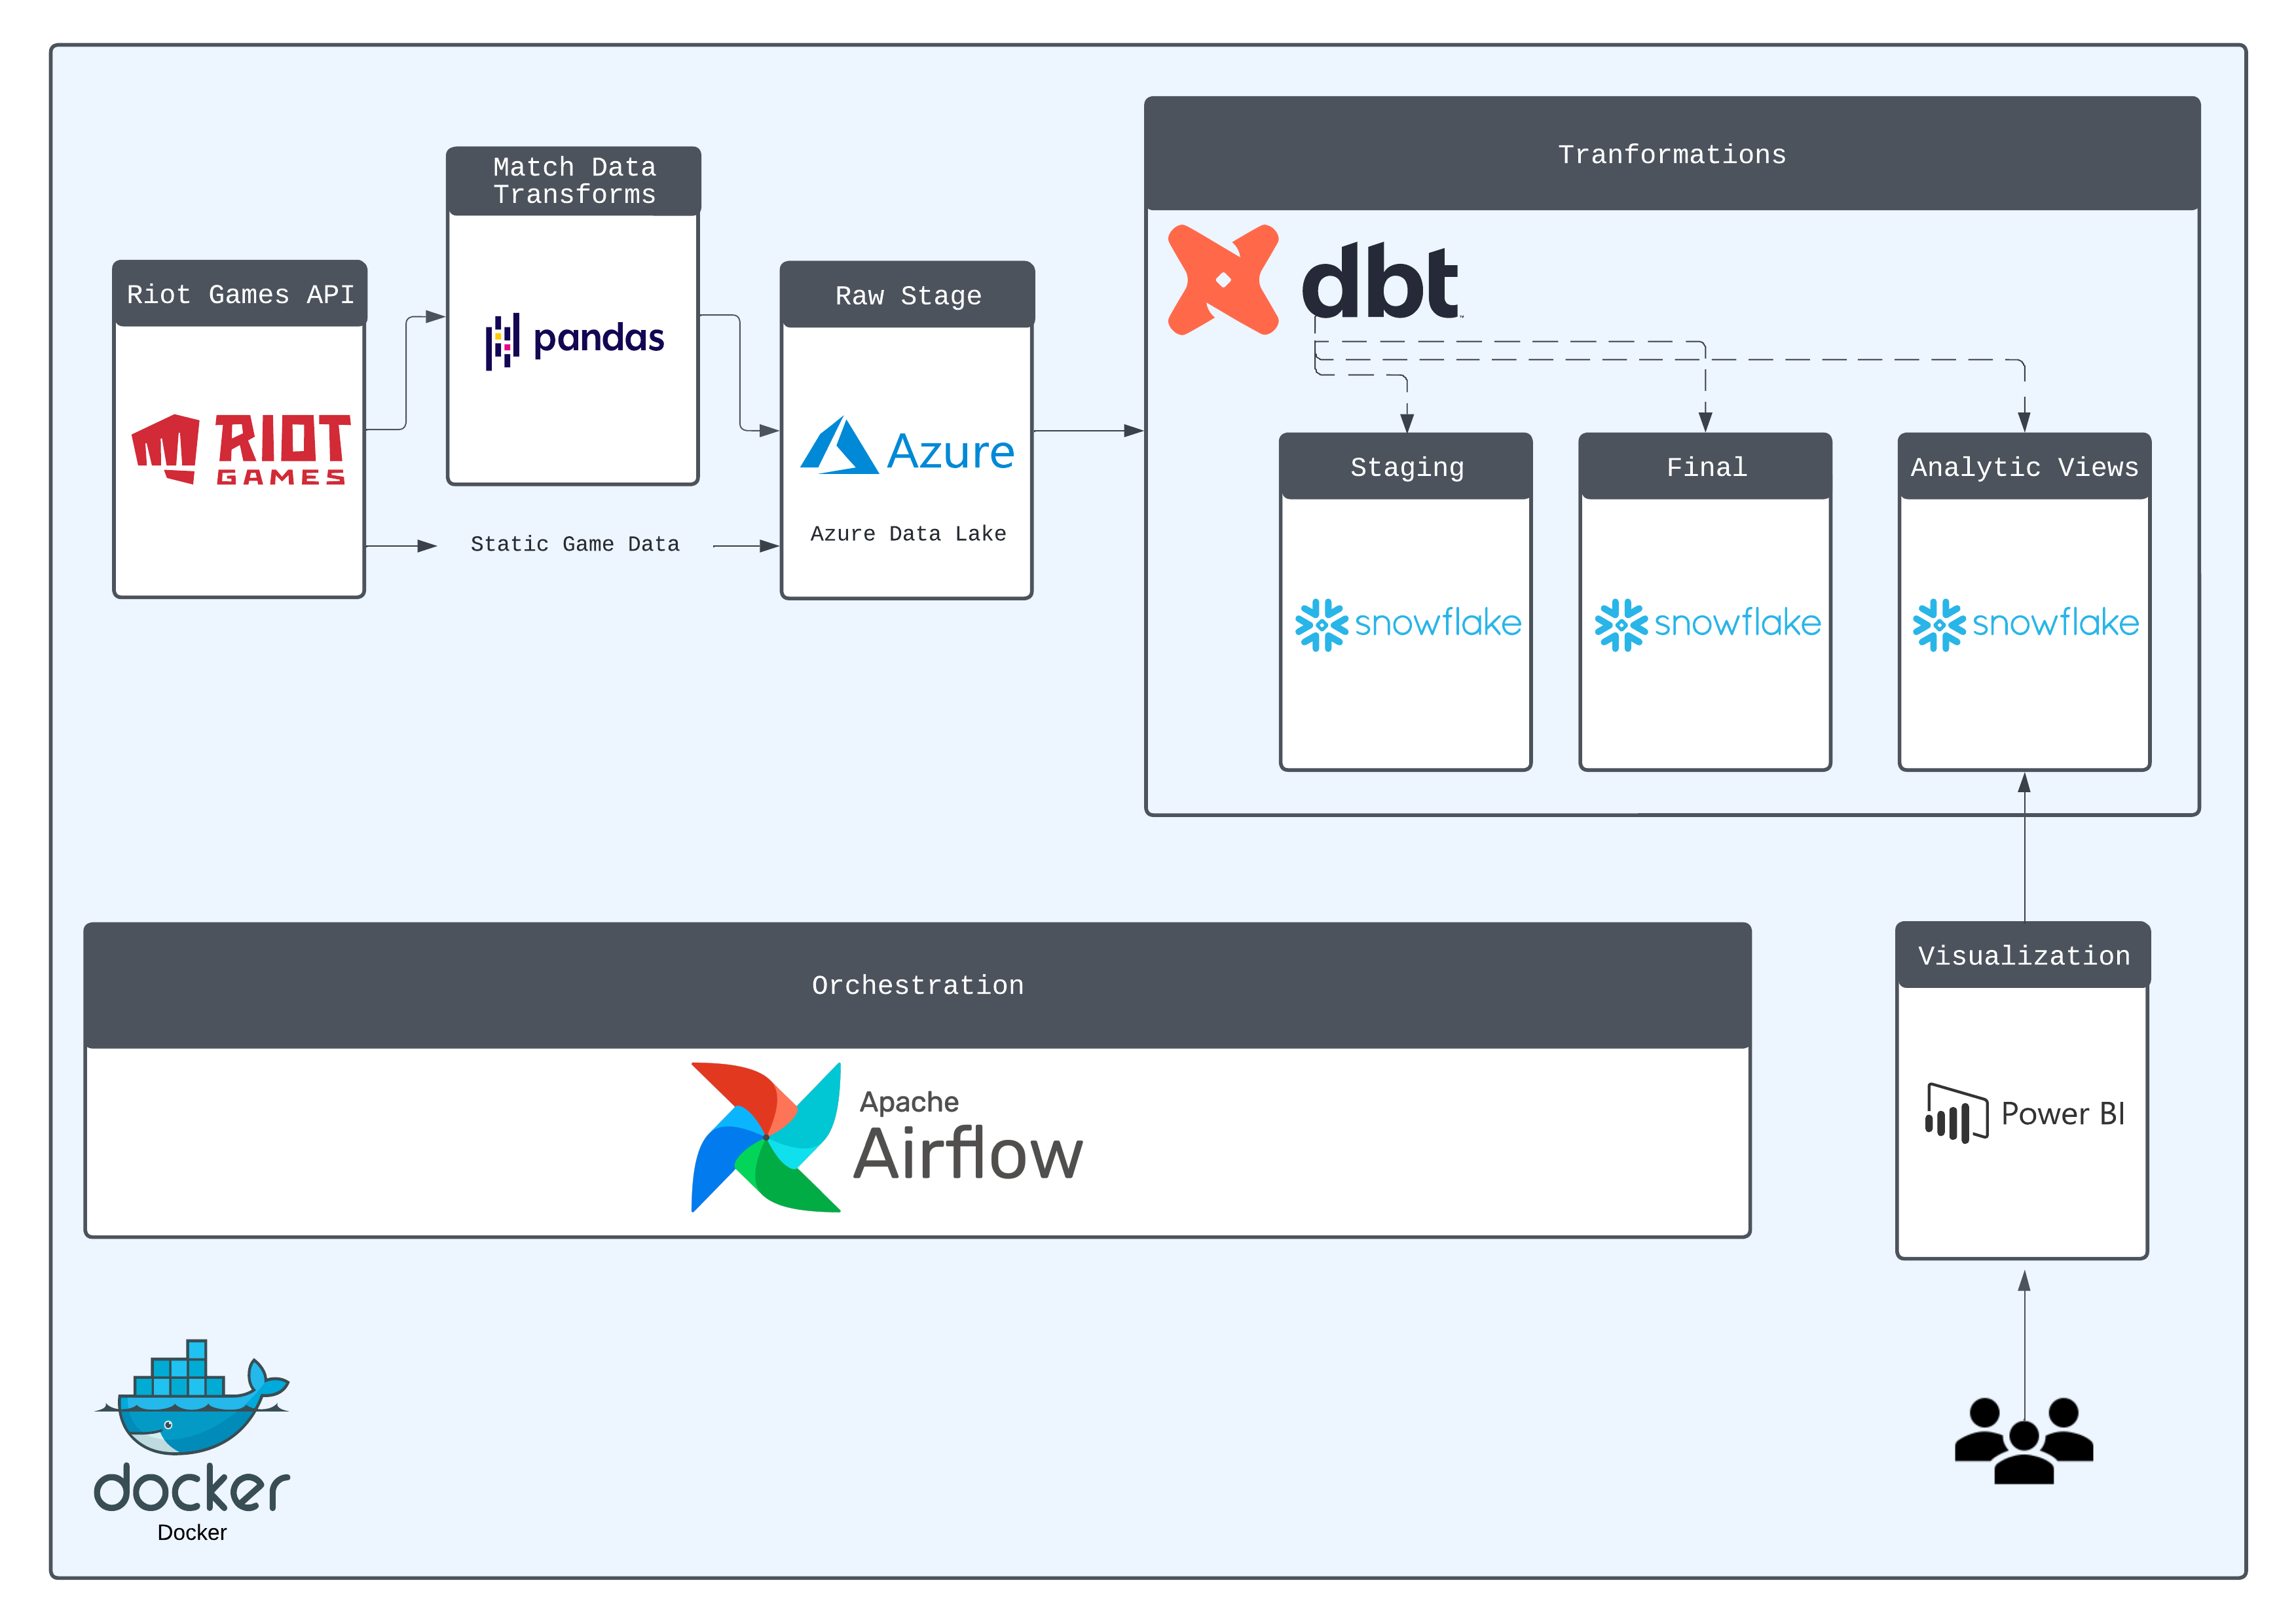 Tranformations
Match Data
Transforms
Riot Games API
Raw Stage
dbt
pandas
RIOT
GAMES
Azure
Azure Data Lake
Static Game Data
Staging
Final
Analytic Views
snowflake
snowflake
snowflake
Orchestration
Visualization
Apache
Airflow
Power BI
docker
Docker